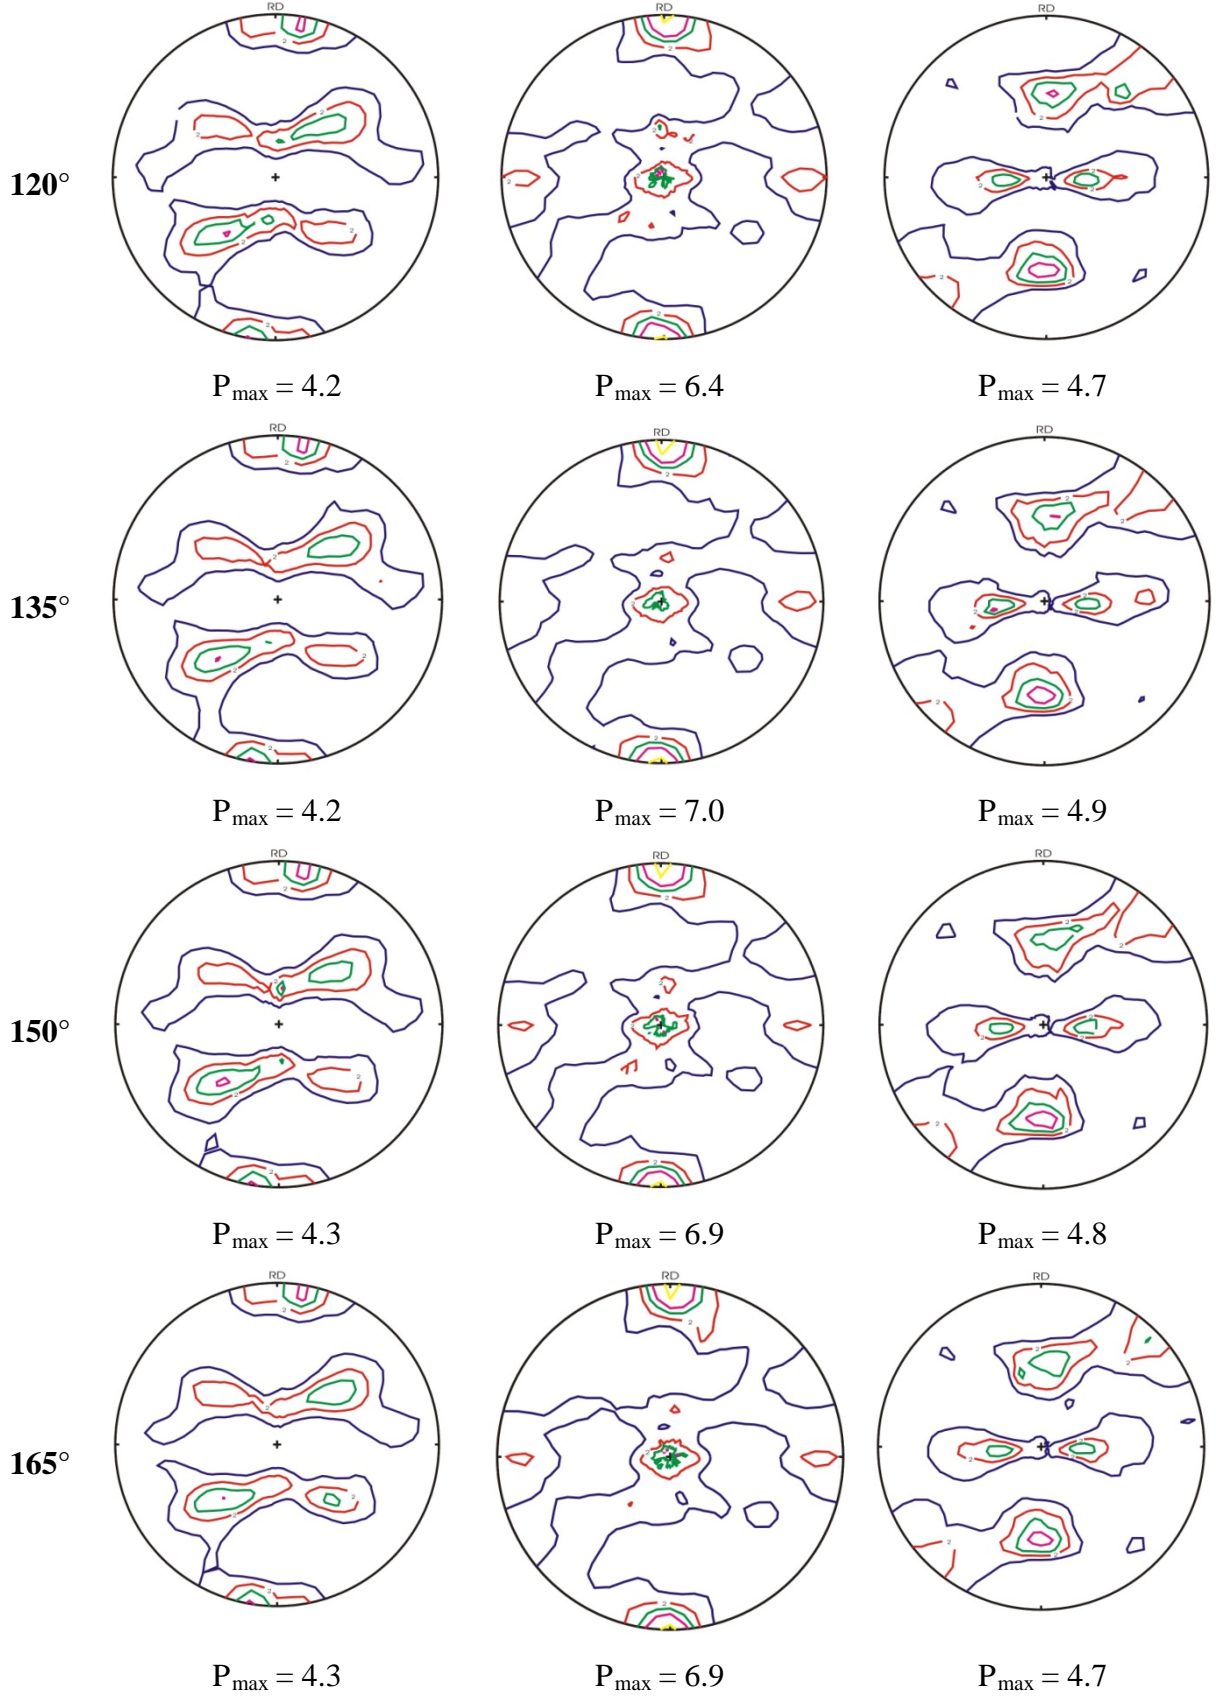 RD RD RD
120°
Pmax = 4.2 Pmax = 6.4 Pmax = 4.7
RD RD RD
135°
Pmax = 4.2 Pmax = 7.0 Pmax = 4.9
RD RD RD
150°
Pmax = 4.3 Pmax = 6.9 Pmax = 4.8
RD RD RD
165°
Pmax = 4.3 Pmax = 6.9 Pmax = 4.7